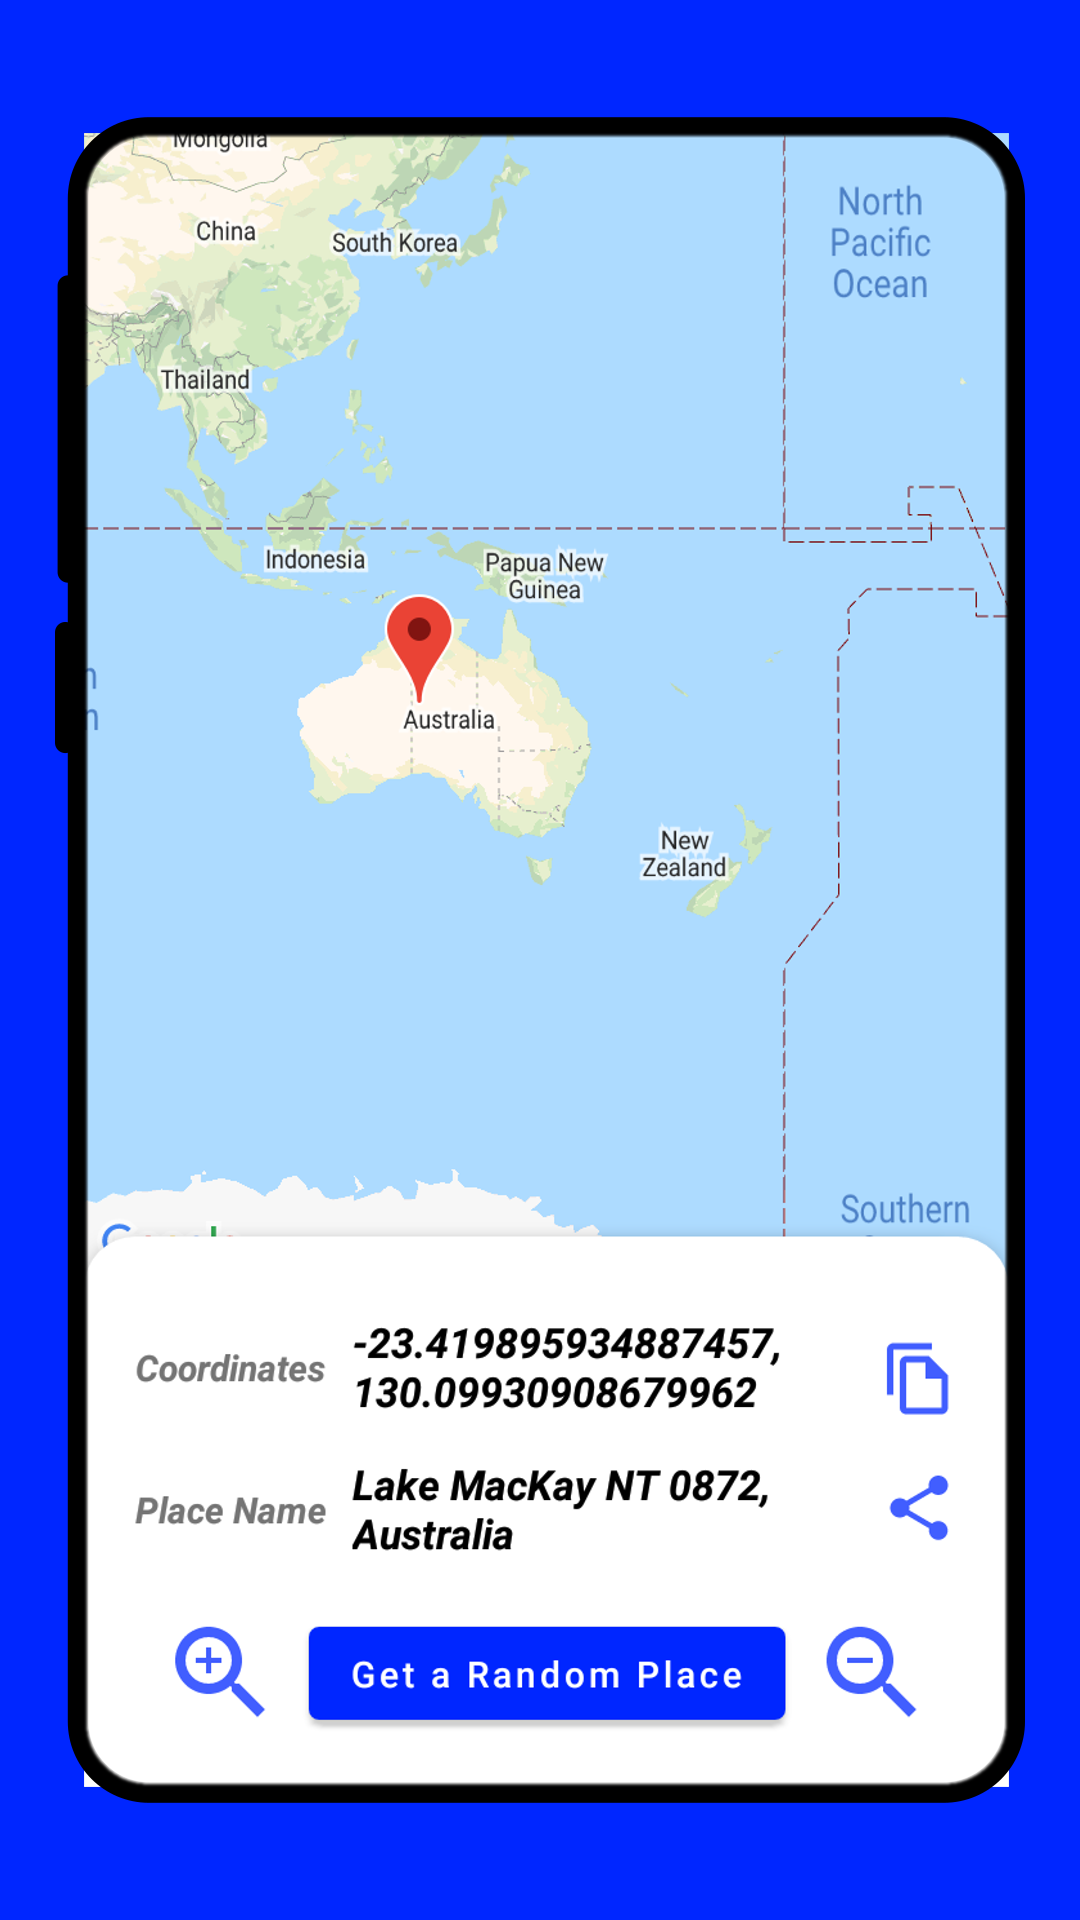 Mongolia
North
Pacific
Ocean
China
South Korea
Thailand
Indonesia
Papua New
Guinea
Australia
New
Zealand
Southern
Google
Coordinates
-23.419895934887457,
130.09930908679962
Place Name
Lake MacKay NT 0872,
Australia
Get a Random Place